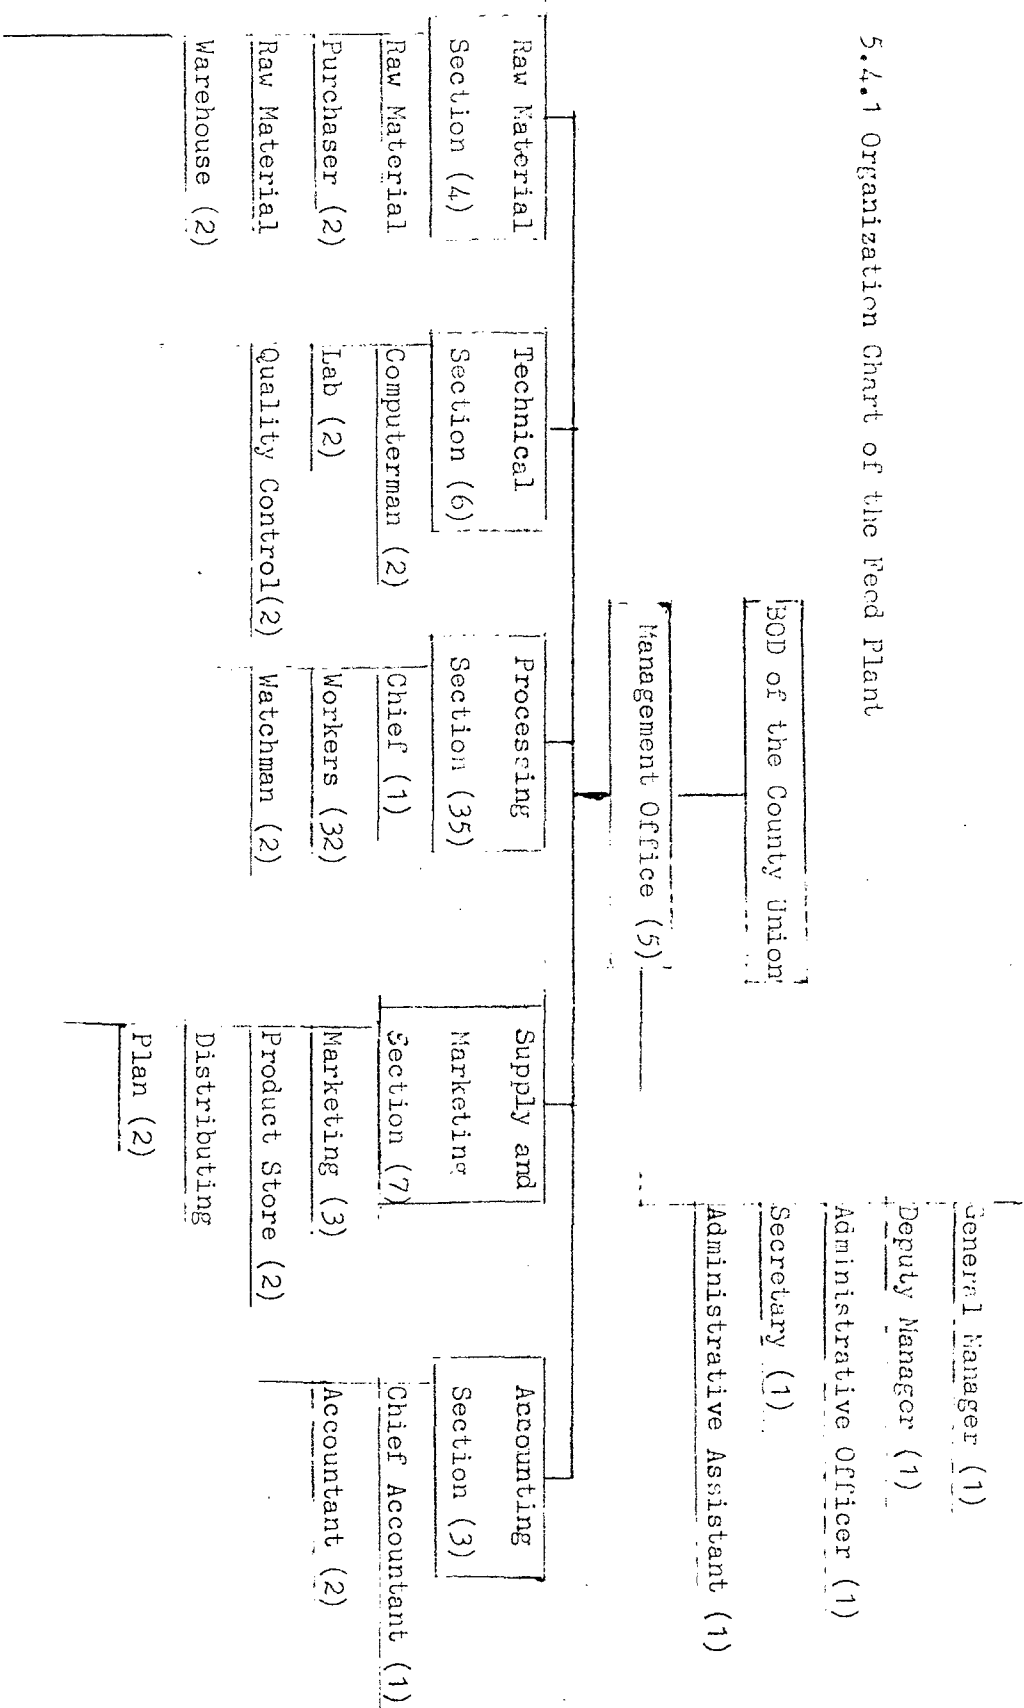 5.4.1 Organization Chart of the Feed Plant
BOD of the County Union
Management Office (5)
General Manager (1)
Deputy Manager (1)
Administrative Officer (1)
Secretary (1)
Administrative Assistant (1)
Raw Material
Section (4)
Raw Material
Purchaser (2)
Raw Material
Warehouse (2)
Technical
Section (6)
Computerman (2)
Lab (2)
Quality Control(2)
Processing
Section (35)
Chief (1)
Workers (32)
Watchman (2)
Supply and
Marketing
Section (7)
Marketing (3)
Product Store (2)
Distributing
Plan (2)
Accounting
Section (3)
Chief Accountant (1)
Accountant (2)